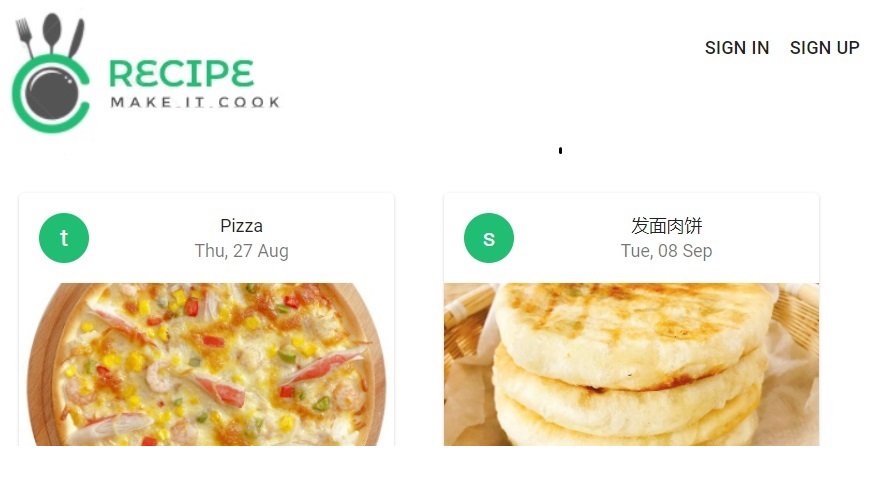 RECIPE
MAKE.IT.COOK
SIGN IN
SIGN UP
t
Pizza
Thu, 27 Aug
s
发面肉饼
Tue, 08 Sep